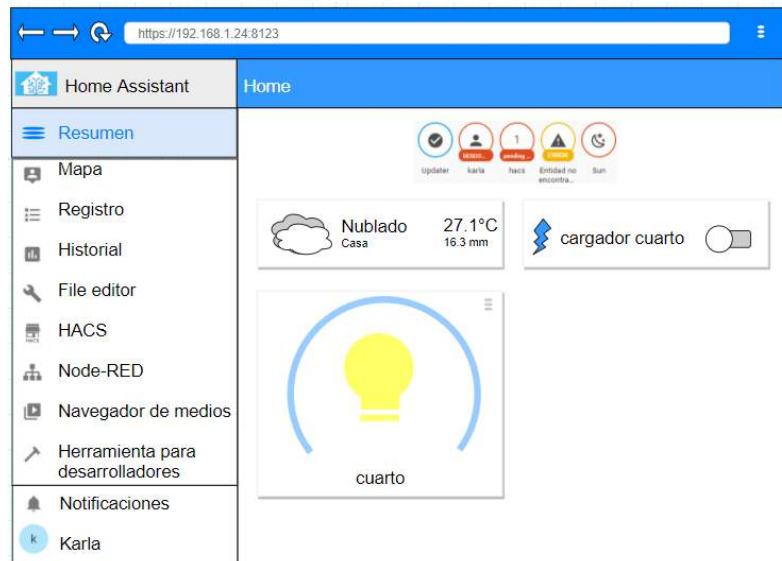 https://192.168.1.24:8123
Home Assistant
Home
Resumen
Mapa
Registro
Historial
File editor
HACS
Node-RED
Navegador de medios
Herramienta para
desarrolladores
Notificaciones
k
Karla
1
pending ...
ERROR
Updater
karla
hacs
Entidad no
encontra...
Sun
Nublado
27.1°C
Casa
16.3 mm
cargador cuarto
cuarto